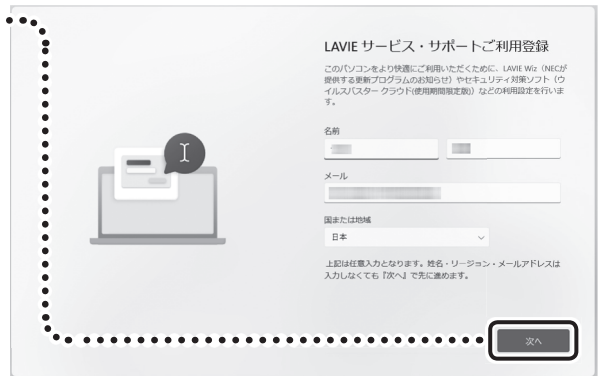 LAVIE サービス・サポートご利用登録
このパソコンをより快適にご利用いただくために、LAVIE Wiz（NECが
提供する更新プログラムのお知らせ）やセキュリティ対策ソフト（ウ
イルスバスター クラウド(使用期間限定版)）などの利用設定を行いま
す。
名前
メール
国または地域
日本
上記は任意入力となります。姓名・リージョン・メールアドレスは
入力しなくても『次へ』で先に進めます。
次へ